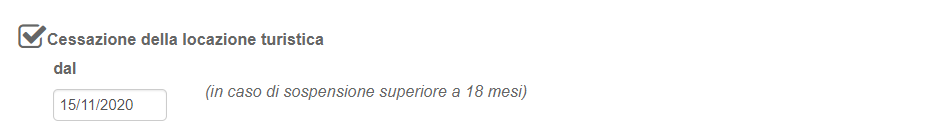 Cessazione della locazione turistica
dal
15/11/2020
(in caso di sospensione superiore a 18 mesi)